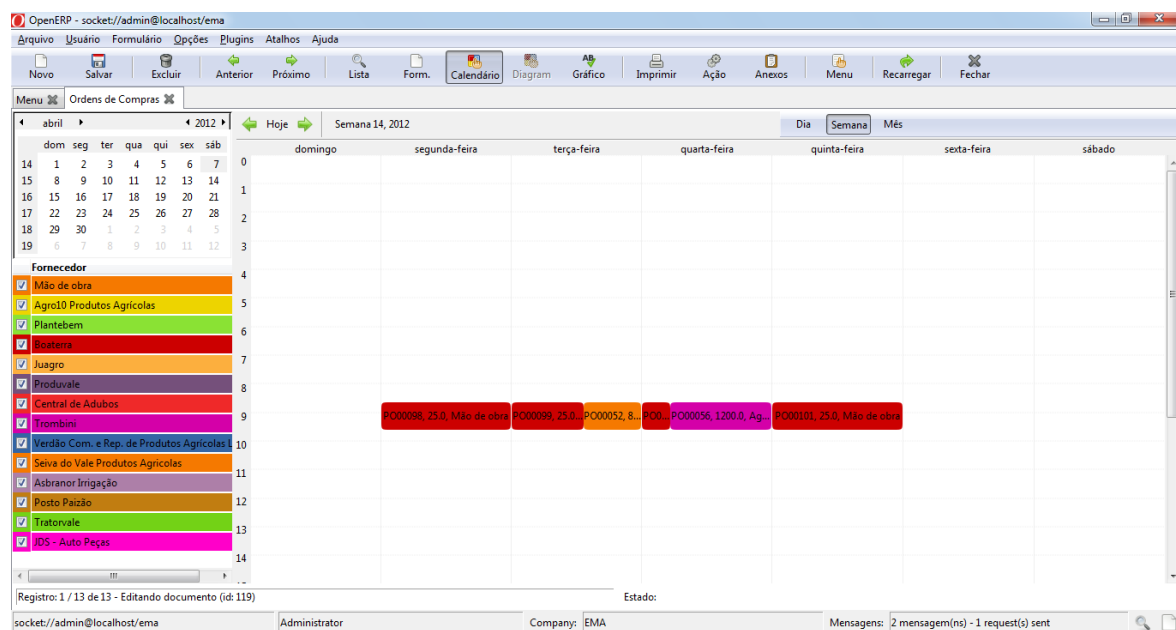 OpenERP - socket://admin@localhost/ema
Arquivo Usuário Formulário Opções Plugins Atalhos Ajuda
Novo Salvar Excluir Anterior Próximo Lista Form. Calendário Diagram Gráfico Imprimir Ação Anexos Menu Recarregar Fechar
Menu Ordens de Compras
abril 2012
Hoje Semana 14, 2012 Dia Semana Mês
dom seg ter qua qui sex sáb
14 1 2 3 4 5 6 7
15 8 9 10 11 12 13 14
16 15 16 17 18 19 20 21
17 22 23 24 25 26 27 28
18 29 30 1 2 3 4 5
19 6 7 8 9 10 11 12
Fornecedor
Mão de obra
Agro10 Produtos Agrícolas
Plantebem
Boaterra
Juagro
Produvale
Central de Adubos
Trombini
Verdão Com. e Rep. de Produtos Agricolas L
Seiva do Vale Produtos Agricolas
Asbranor Irrigação
Posto Paizão
Tratorvale
JDS - Auto Peças
domingo segunda-feira terça-feira quarta-feira quinta-feira sexta-feira sábado
0
1
2
3
4
5
6
7
8
9
PO00098, 25.0, Mão de obra PO00099, 25.0... PO00052, 8... PO0... PO00056, 1200.0, Ag... PO00101, 25.0, Mão de obra
10
11
12
13
14
Registro: 1 / 13 de 13 - Editando documento (id: 119) Estado:
socket://admin@localhost/ema Administrator Company: EMA Mensagens: 2 mensagem(ns) - 1 request(s) sent